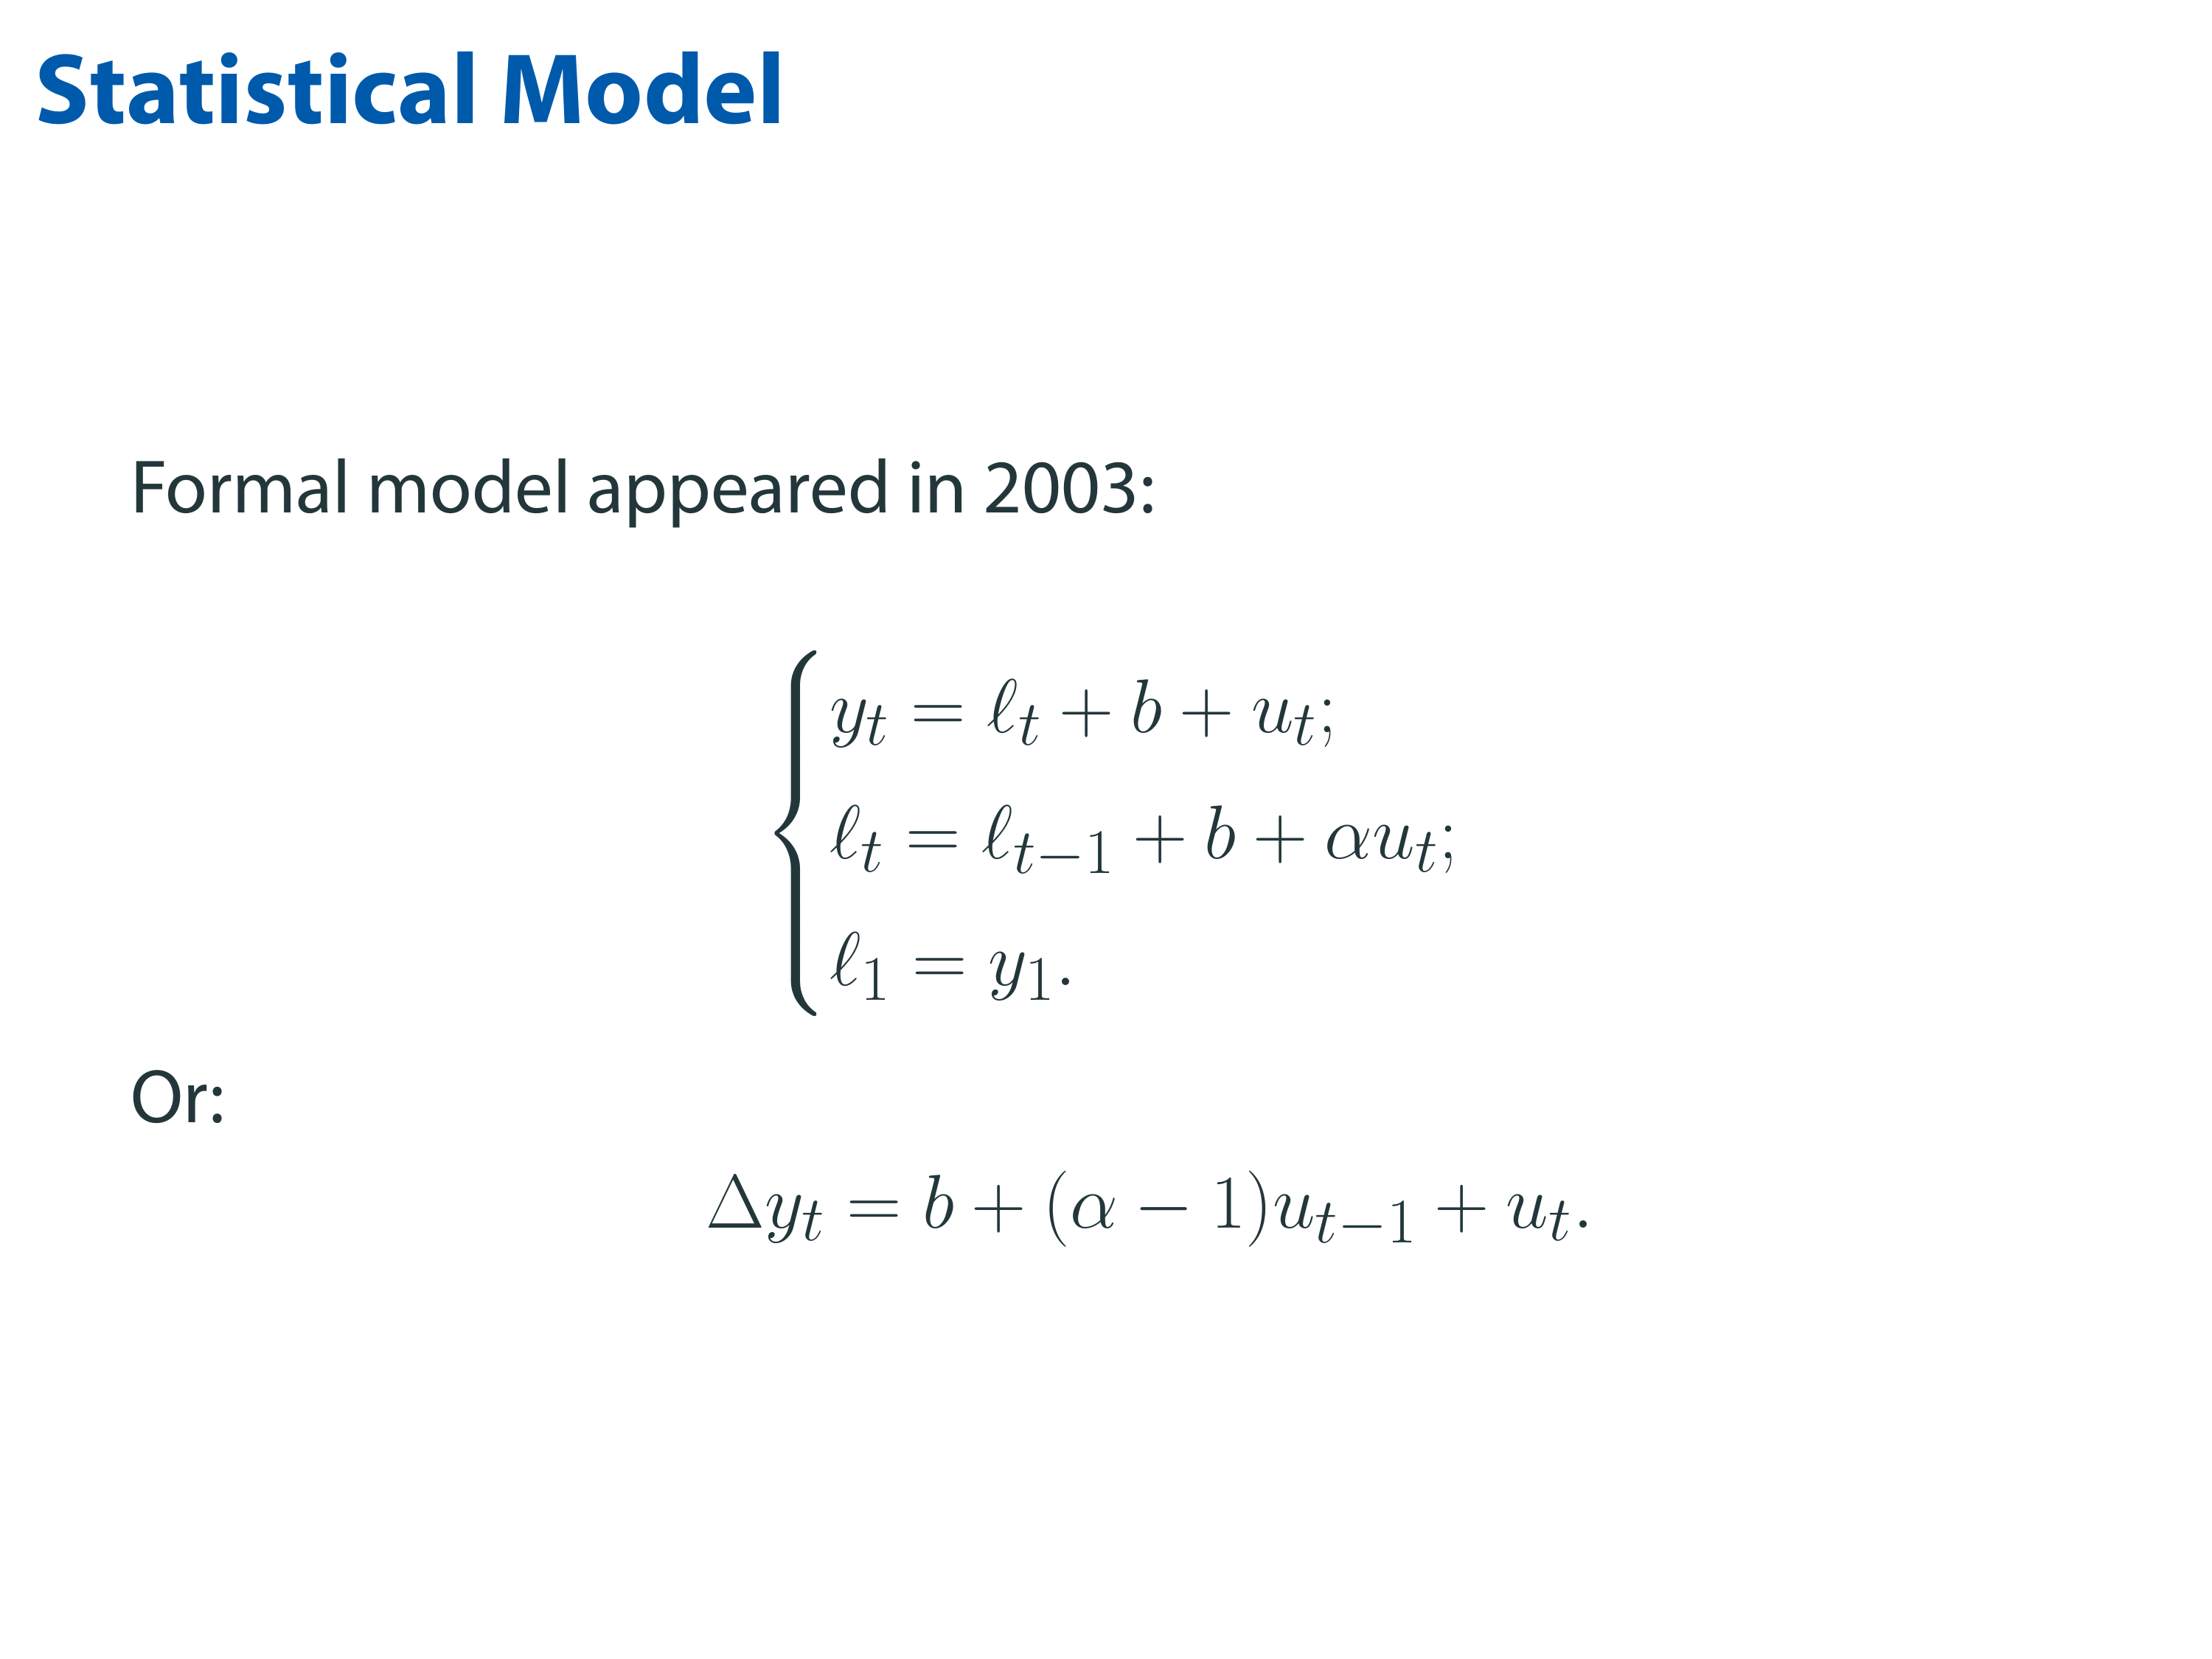 Statistical Model
Formal model appeared in 2003:
y_t = ℓ_t + b + u_t;
ℓ_t = ℓ_{t−1} + b + αu_t;
ℓ_1 = y_1.
Or:
Δy_t = b + (α − 1)u_{t−1} + u_t.